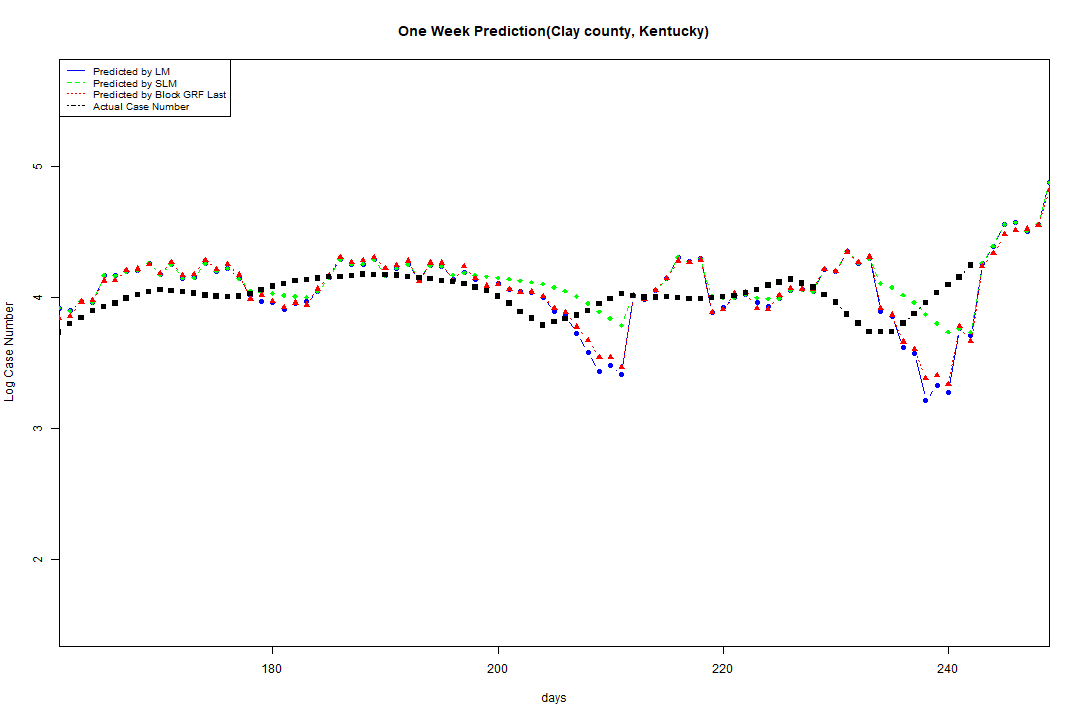 One Week Prediction(Clay county, Kentucky)
Predicted by LM
Predicted by SLM
Predicted by Block GRF Last
Actual Case Number
5
4
3
2
Log Case Number
180
200
220
240
days